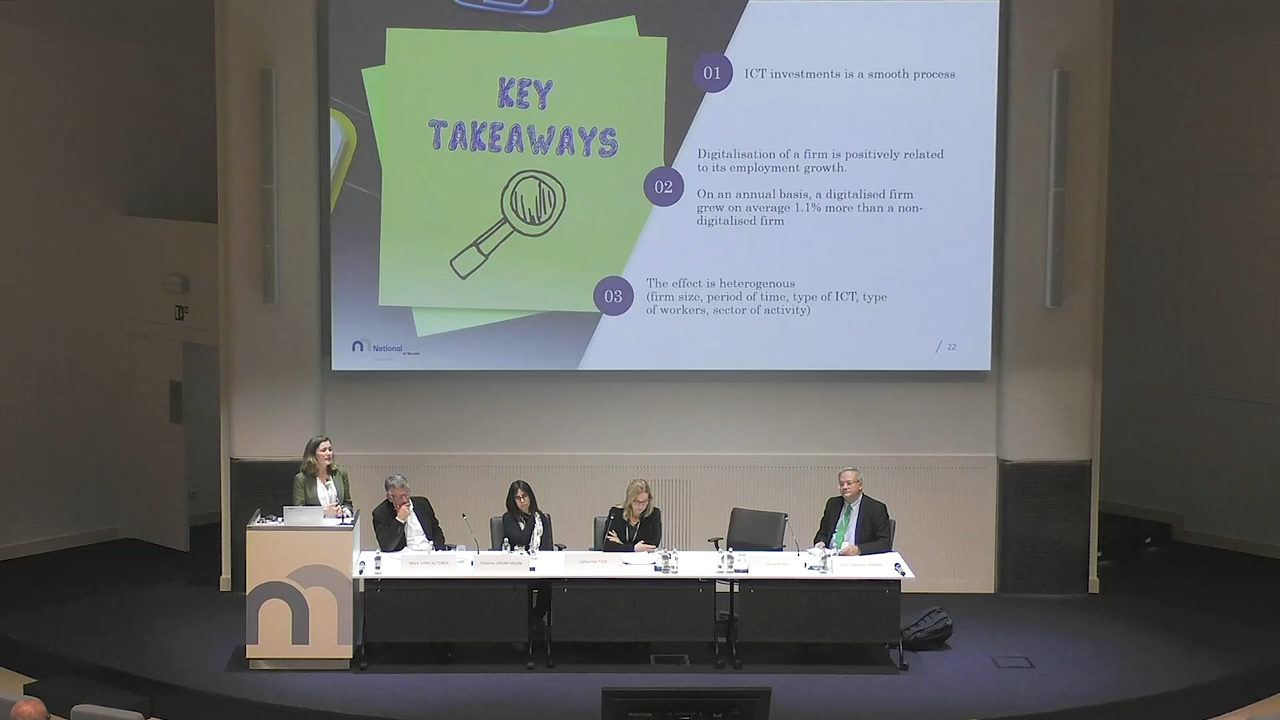 KEY
TAKEAWAYS
01
ICT investments is a smooth process
02
Digitalisation of a firm is positively related
to its employment growth.
On an annual basis, a digitalised firm
grew on average 1.1% more than a non-
digitalised firm
03
The effect is heterogenous
(firm size, period of time, type of ICT, type
of workers, sector of activity)
National
/ 22